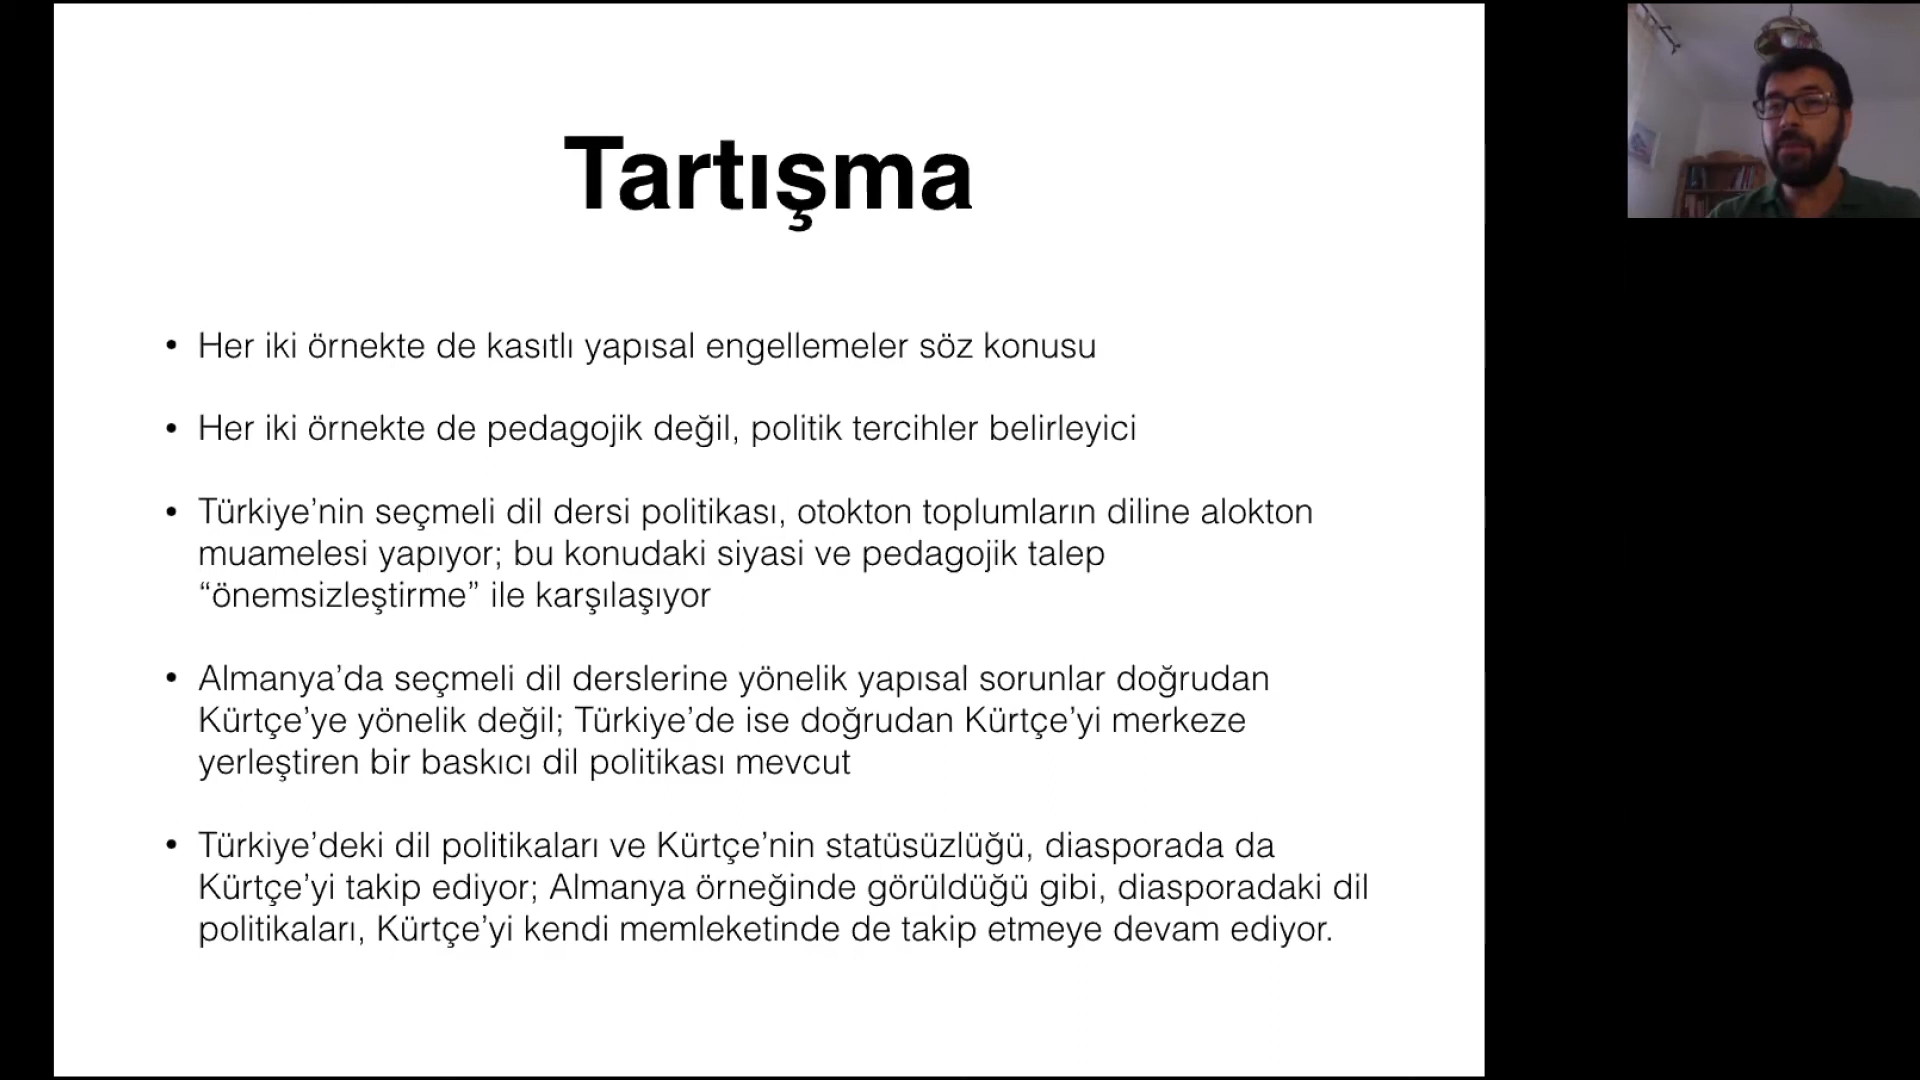 Tartışma
• Her iki örnekte de kasıtlı yapısal engellemeler söz konusu
• Her iki örnekte de pedagojik değil, politik tercihler belirleyici
• Türkiye’nin seçmeli dil dersi politikası, otokton toplumların diline alokton
muamelesi yapıyor; bu konudaki siyasi ve pedagojik talep
“önemsizleştirme” ile karşılaşıyor
• Almanya’da seçmeli dil derslerine yönelik yapısal sorunlar doğrudan
Kürtçe’ye yönelik değil; Türkiye’de ise doğrudan Kürtçe’yi merkeze
yerleştiren bir baskıcı dil politikası mevcut
• Türkiye’deki dil politikaları ve Kürtçe’nin statüsüzlüğü, diasporada da
Kürtçe’yi takip ediyor; Almanya örneğinde görüldüğü gibi, diasporadaki dil
politikaları, Kürtçe’yi kendi memleketinde de takip etmeye devam ediyor.